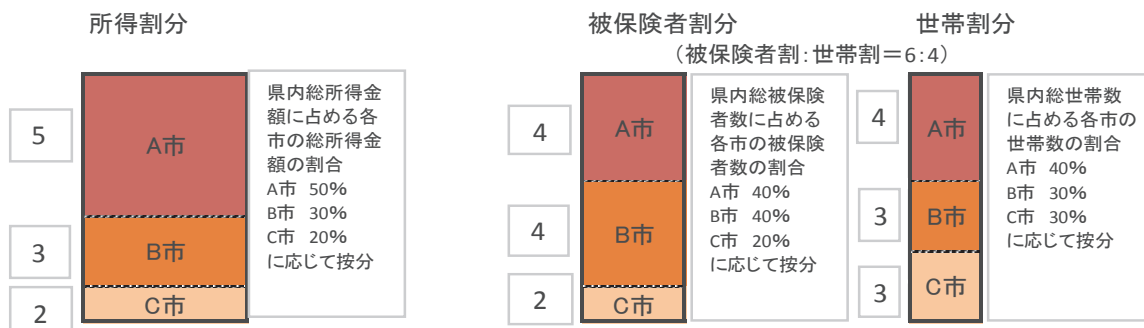 所得割分
被保険者割分
世帯割分
（被保険者割：世帯割＝6：4）
5
3
2
A市
B市
C市
県内総所得金
額に占める各
市の総所得金
額の割合
A市 50%
B市 30%
C市 20%
に応じて按分
4
4
2
A市
B市
C市
県内総被保険
者数に占める
各市の被保険
者数の割合
A市 40%
B市 40%
C市 20%
に応じて按分
4
3
3
A市
B市
C市
県内総世帯数
に占める各市の
世帯数の割合
A市 40%
B市 30%
C市 30%
に応じて按分